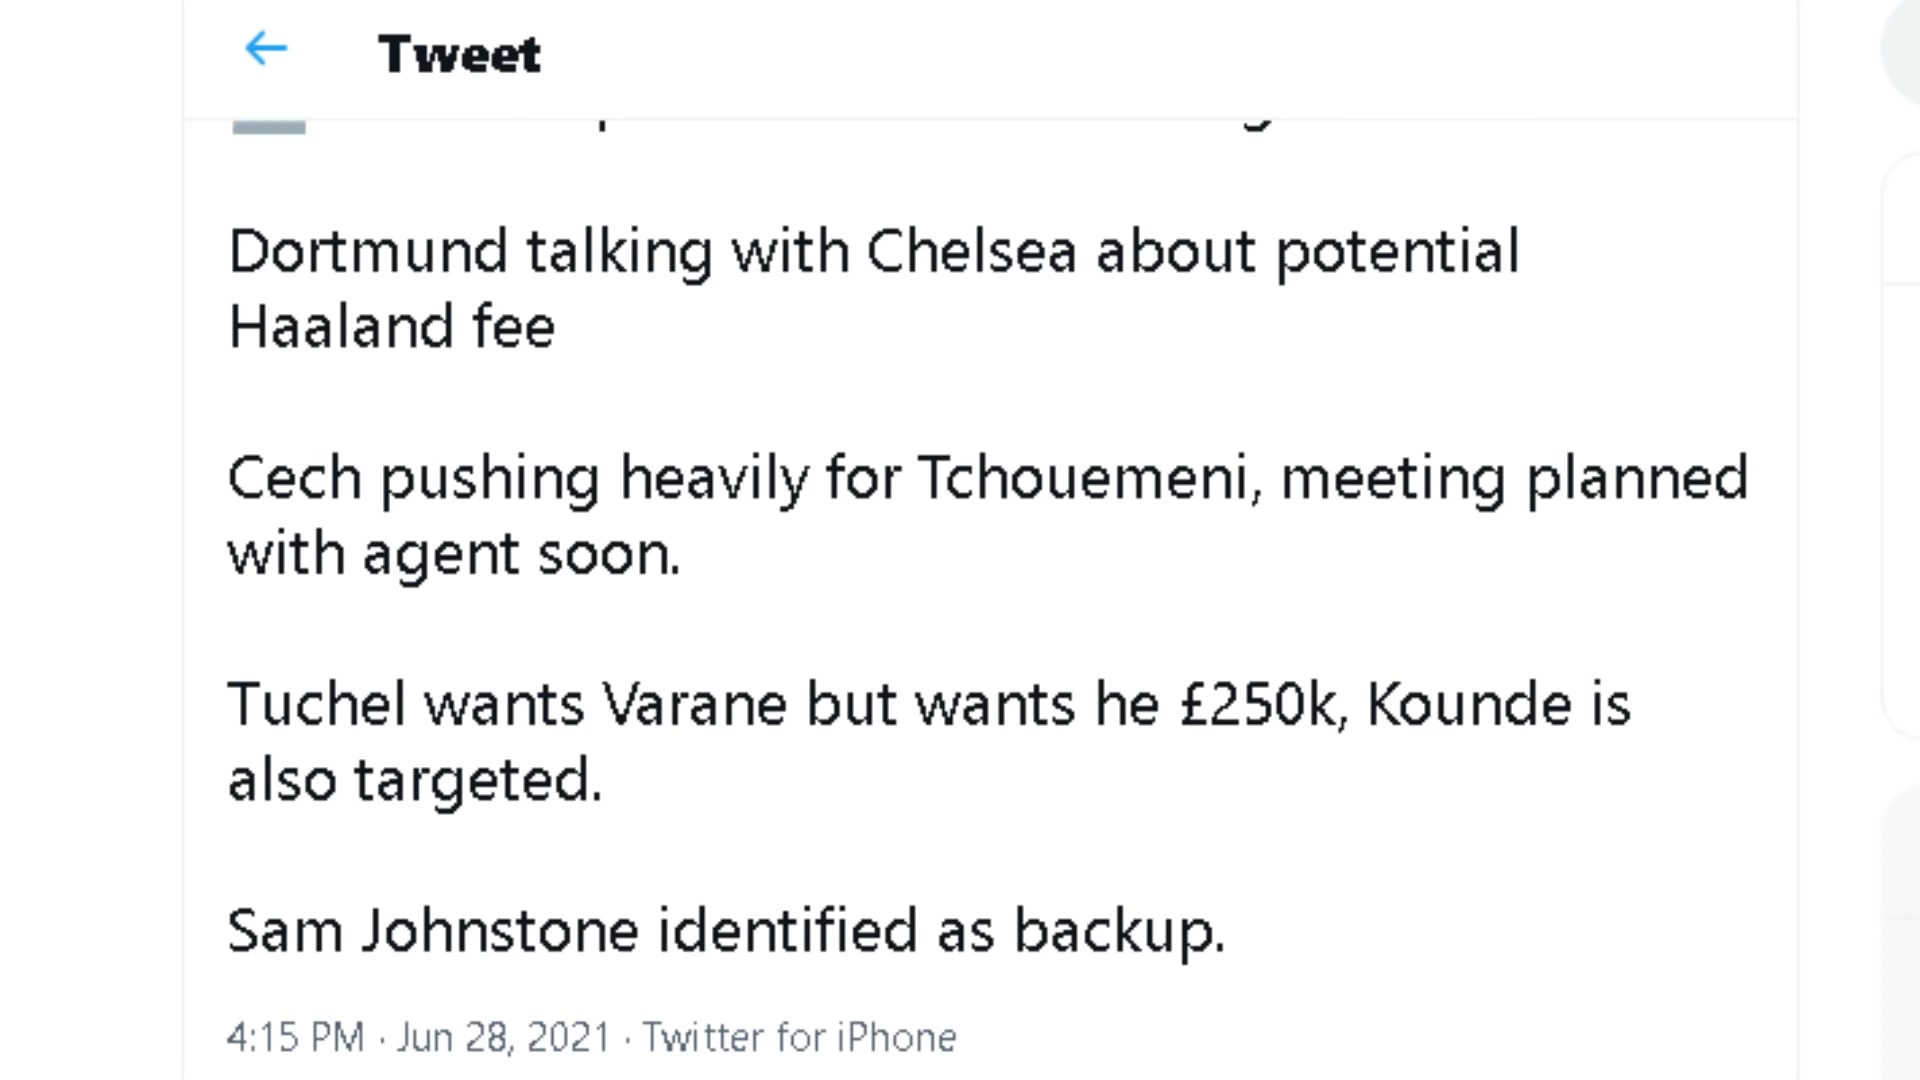 Tweet
Dortmund talking with Chelsea about potential
Haaland fee
Cech pushing heavily for Tchouemeni, meeting planned
with agent soon.
Tuchel wants Varane but wants he £250k, Kounde is
also targeted.
Sam Johnstone identified as backup.
4:15 PM · Jun 28, 2021 · Twitter for iPhone